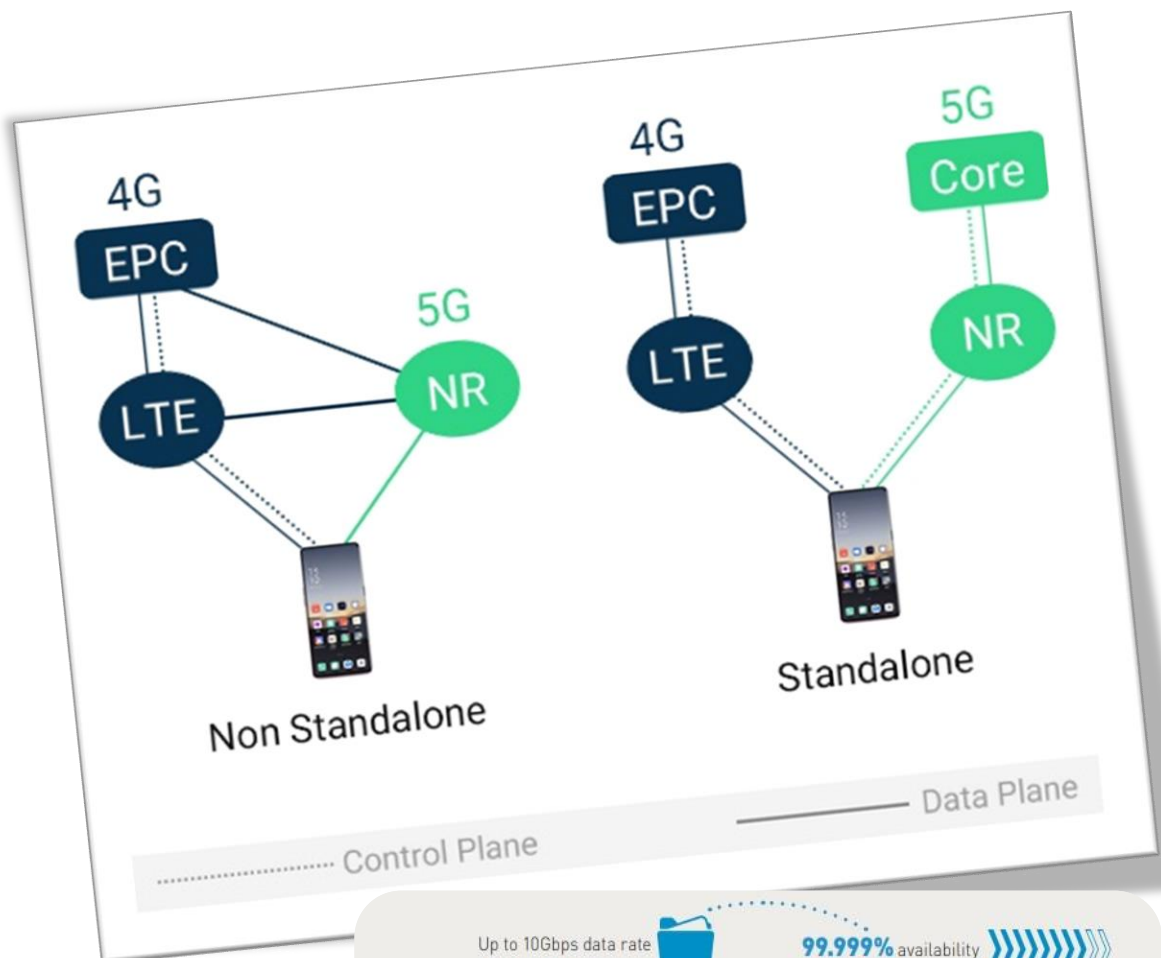 4G
EPC
LTE
5G
NR
Non Standalone
4G
EPC
LTE
5G
Core
NR
Standalone
Control Plane
Data Plane
Up to 10Gbps data rate
99.999% availability